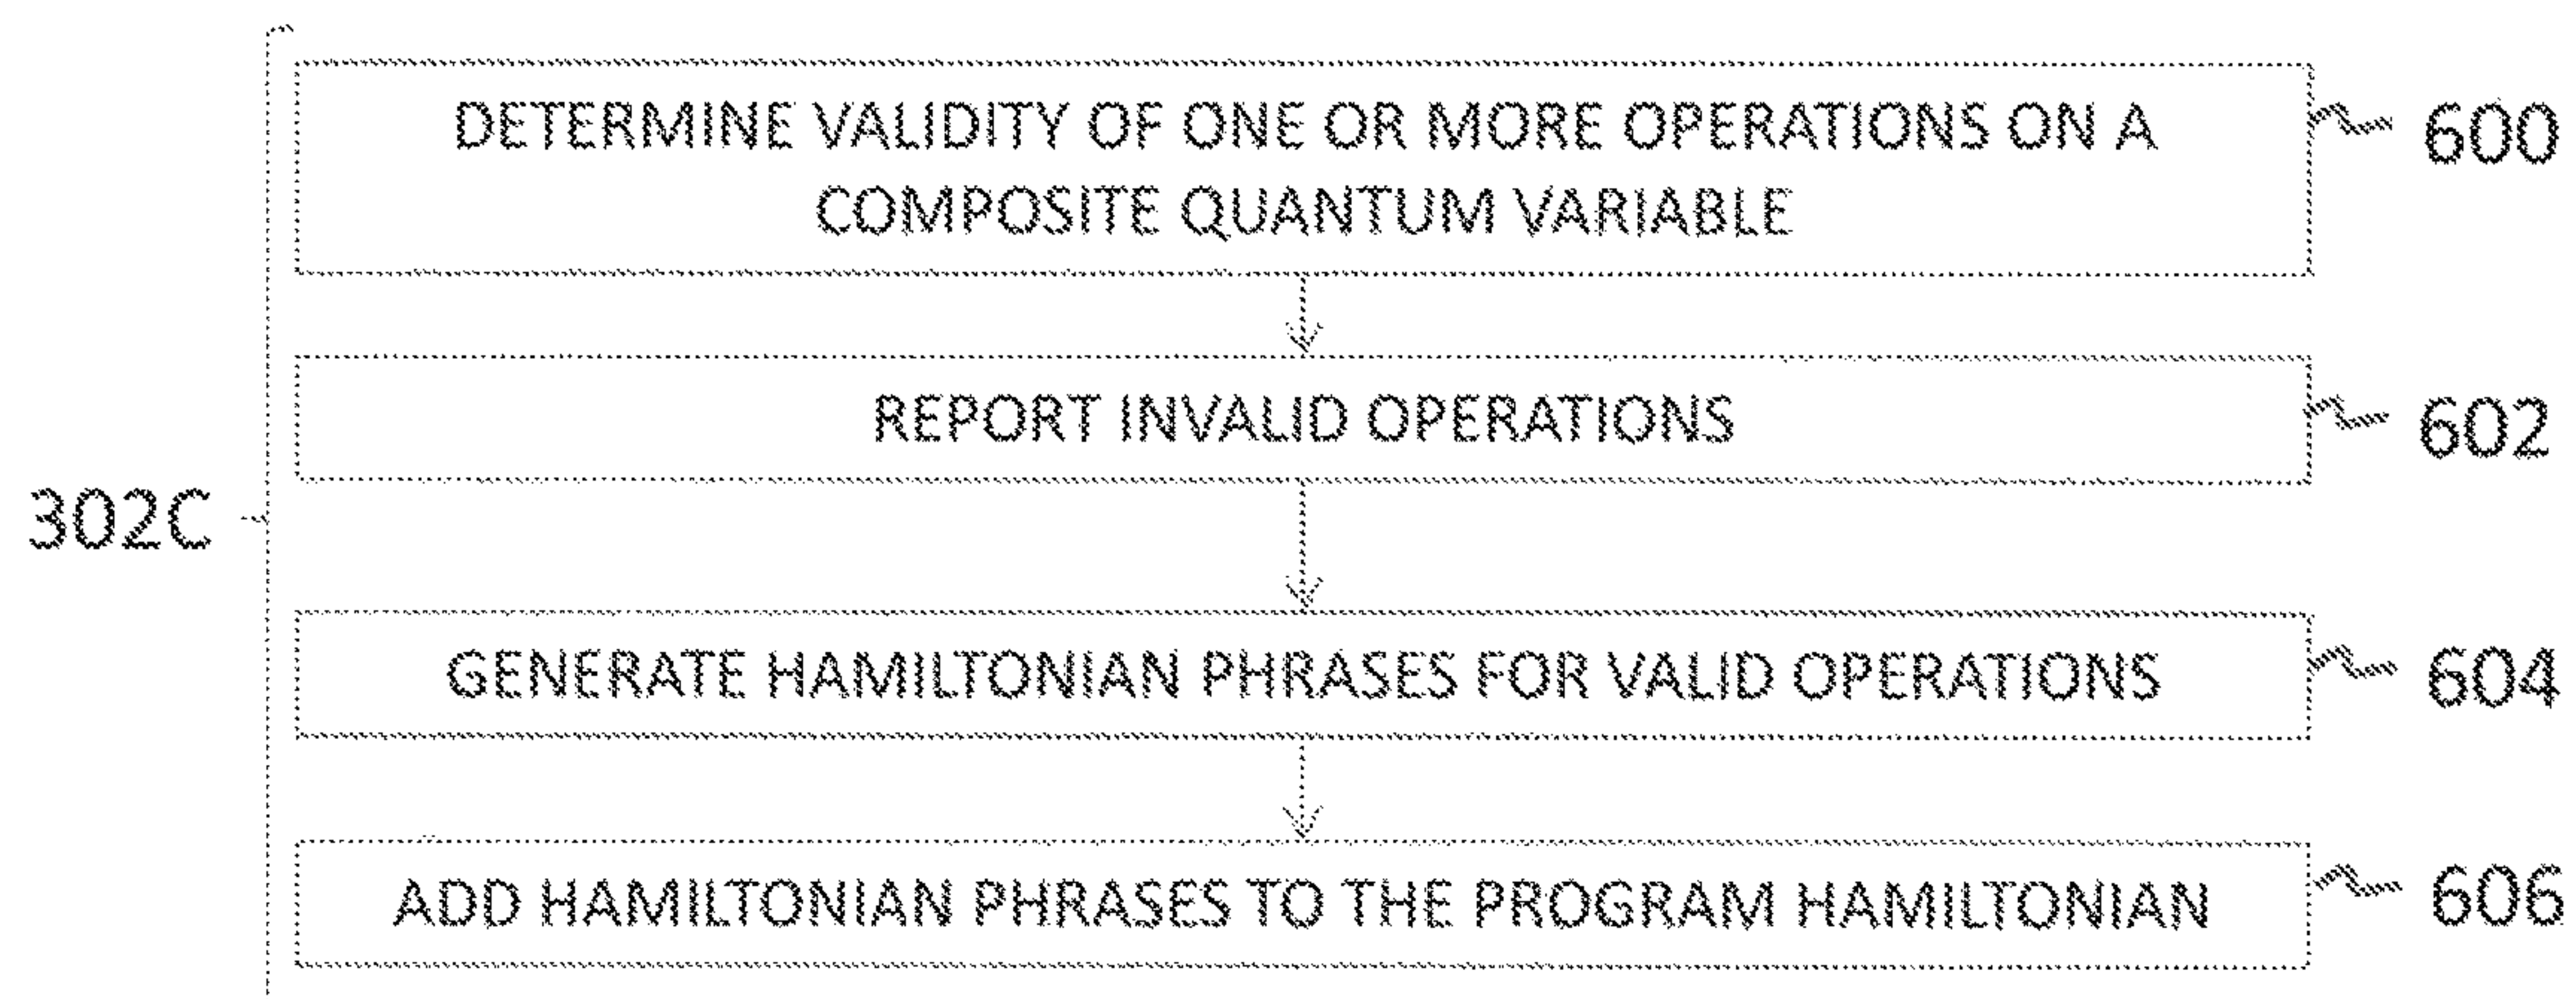 DETERMINE VALIDITY OF ONE OR MORE OPERATIONS ON A
COMPOSITE QUANTUM VARIABLE
600
REPORT INVALID OPERATIONS
602
302C
GENERATE HAMILTONIAN PHRASES FOR VALID OPERATIONS
604
ADD HAMILTONIAN PHRASES TO THE PROGRAM HAMILTONIAN
606